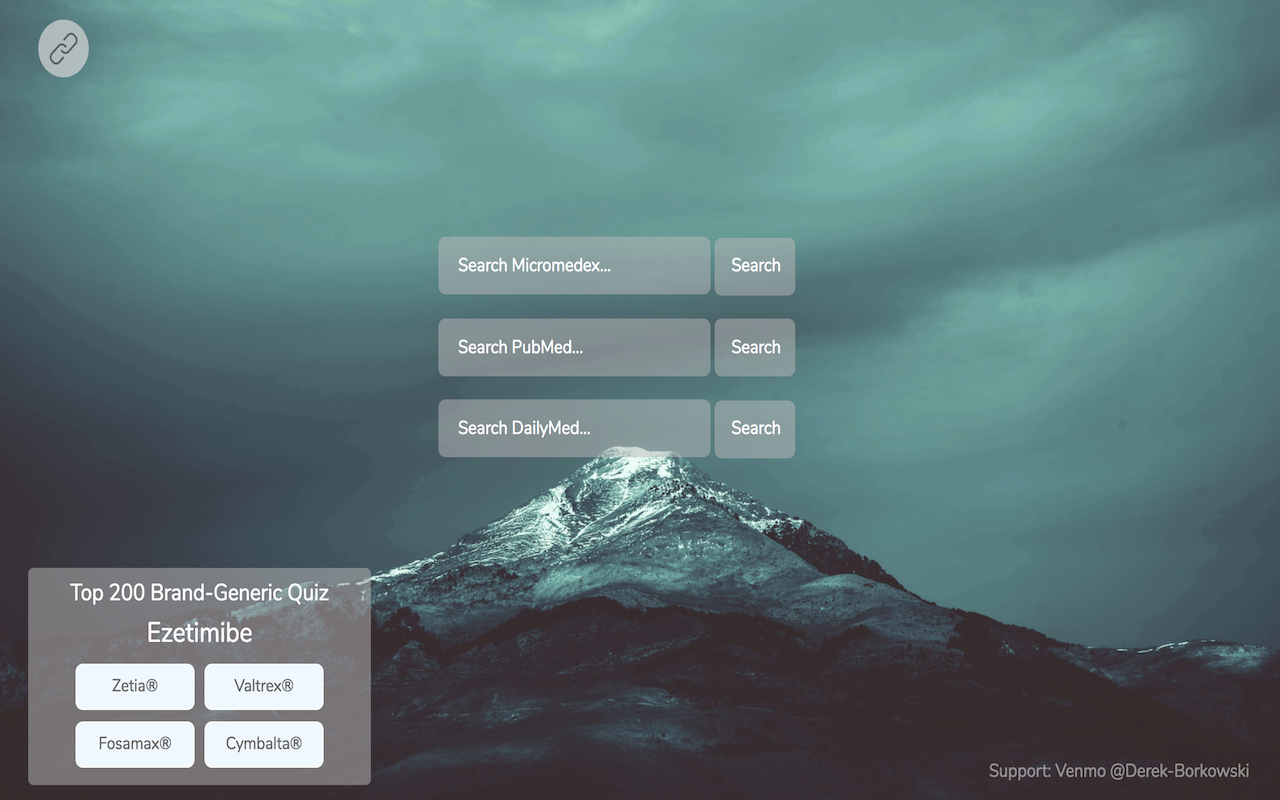 Search Micromedex... Search
Search PubMed... Search
Search DailyMed... Search
Top 200 Brand-Generic Quiz
Ezetimibe
Zetia® Valtrex®
Fosamax® Cymbalta®
Support: Venmo @Derek-Borkowski